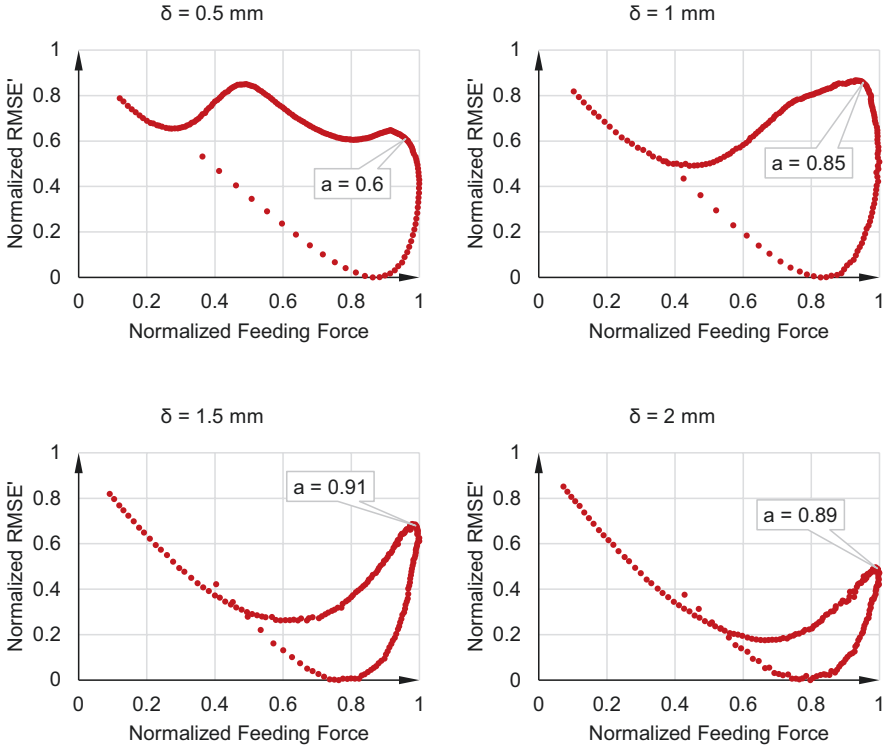 δ = 0.5 mm
Normalized RMSE'
1
0.8
0.6
0.4
0.2
0
a = 0.6
0 0.2 0.4 0.6 0.8 1
Normalized Feeding Force
δ = 1 mm
Normalized RMSE'
1
0.8
0.6
0.4
0.2
0
a = 0.85
0 0.2 0.4 0.6 0.8 1
Normalized Feeding Force
δ = 1.5 mm
Normalized RMSE'
1
0.8
0.6
0.4
0.2
0
a = 0.91
0 0.2 0.4 0.6 0.8 1
Normalized Feeding Force
δ = 2 mm
Normalized RMSE'
1
0.8
0.6
0.4
0.2
0
a = 0.89
0 0.2 0.4 0.6 0.8 1
Normalized Feeding Force